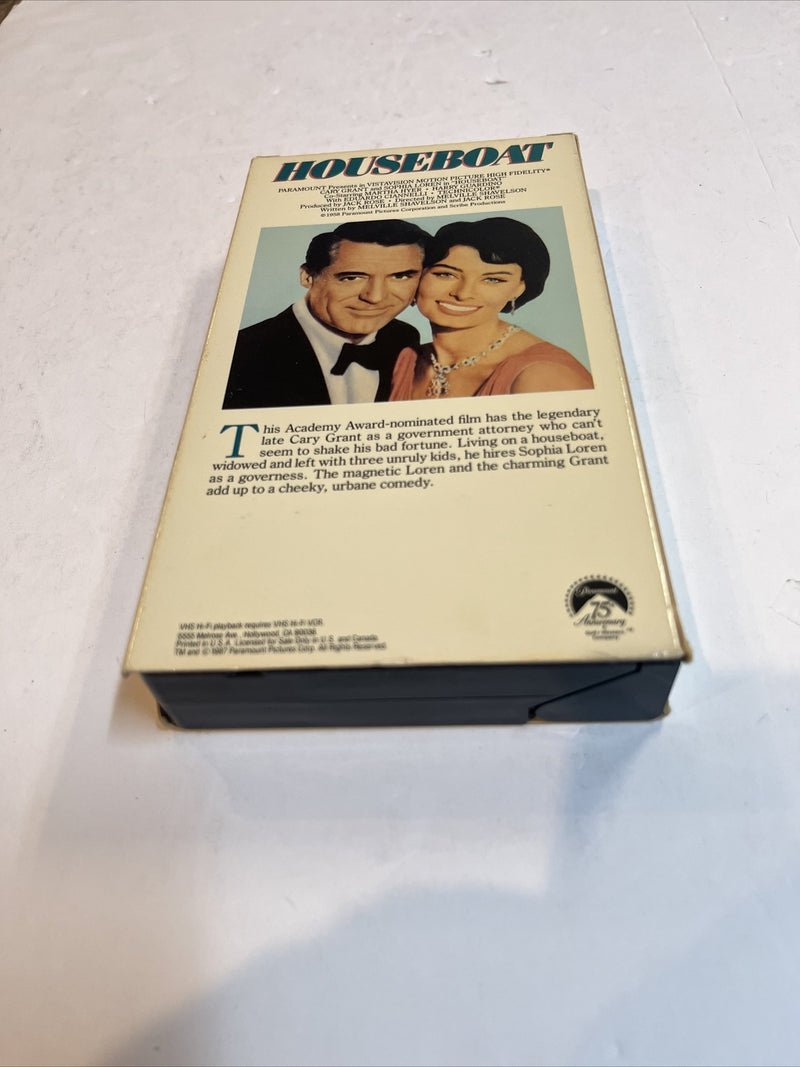 HOUSEBOAT
PARAMOUNT Presents in VISTAVISION MOTION PICTURE HIGH FIDELITY®
CARY GRANT and SOPHIA LOREN in "HOUSEBOAT"
Co-Starring MARTHA HYER • HARRY GUARDINO
With EDUARDO CIANNELLI • TECHNICOLOR®
Produced by JACK ROSE • Directed by MELVILLE SHAVELSON
Written by MELVILLE SHAVELSON and JACK ROSE
©1958 Paramount Pictures Corporation and Scribe Productions
This Academy Award-nominated film has the legendary
late Cary Grant as a government attorney who can't
seem to shake his bad fortune. Living on a houseboat,
widowed and left with three unruly kids, he hires Sophia Loren
as a governess. The magnetic Loren and the charming Grant
add up to a cheeky, urbane comedy.
VHS Hi-Fi playback requires VHS Hi-Fi VCR.
5555 Melrose Ave., Hollywood, CA 90038
Printed in U.S.A. Licensed for Sale Only in U.S. and Canada.
TM and © 1987 Paramount Pictures Corp. All Rights Reserved.
Paramount
75th
Anniversary
Company